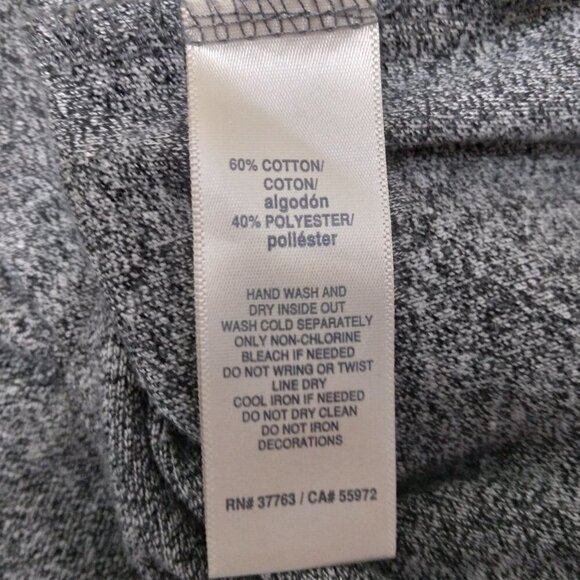 60% COTTON/
COTON/
algodón
40% POLYESTER/
poliéster
HAND WASH AND
DRY INSIDE OUT
WASH COLD SEPARATELY
ONLY NON-CHLORINE
BLEACH IF NEEDED
DO NOT WRING OR TWIST
LINE DRY
COOL IRON IF NEEDED
DO NOT DRY CLEAN
DO NOT IRON
DECORATIONS
RN# 37763 / CA# 55972